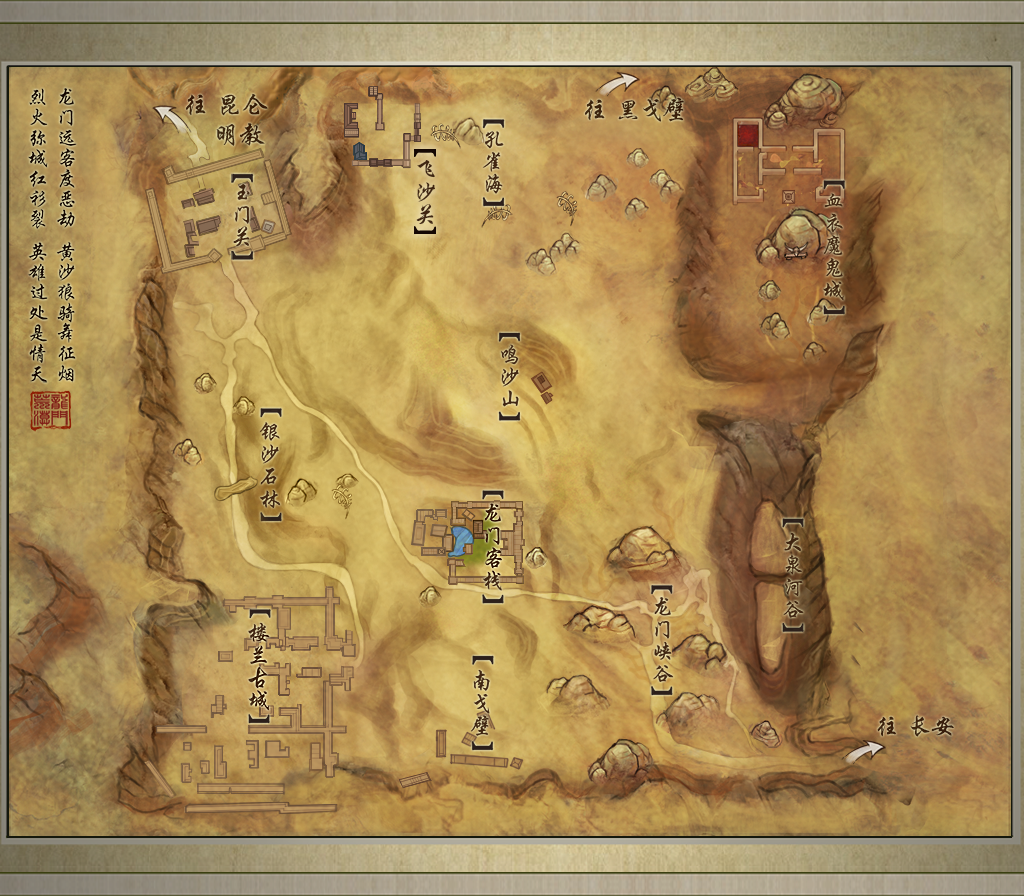 龙门远客度恶劫 黄沙狼骑舞征烟
烈火弥城红衫裂 英雄过处是情天
往 昆仑
明教
往 黑戈壁
【玉门关】
【飞沙关】
【孔雀海】
【血衣魔鬼城】
【鸣沙山】
【银沙石林】
【龙门客栈】
【大泉河谷】
【龙门峡谷】
【楼兰古城】
【南戈壁】
往 长安
龍門